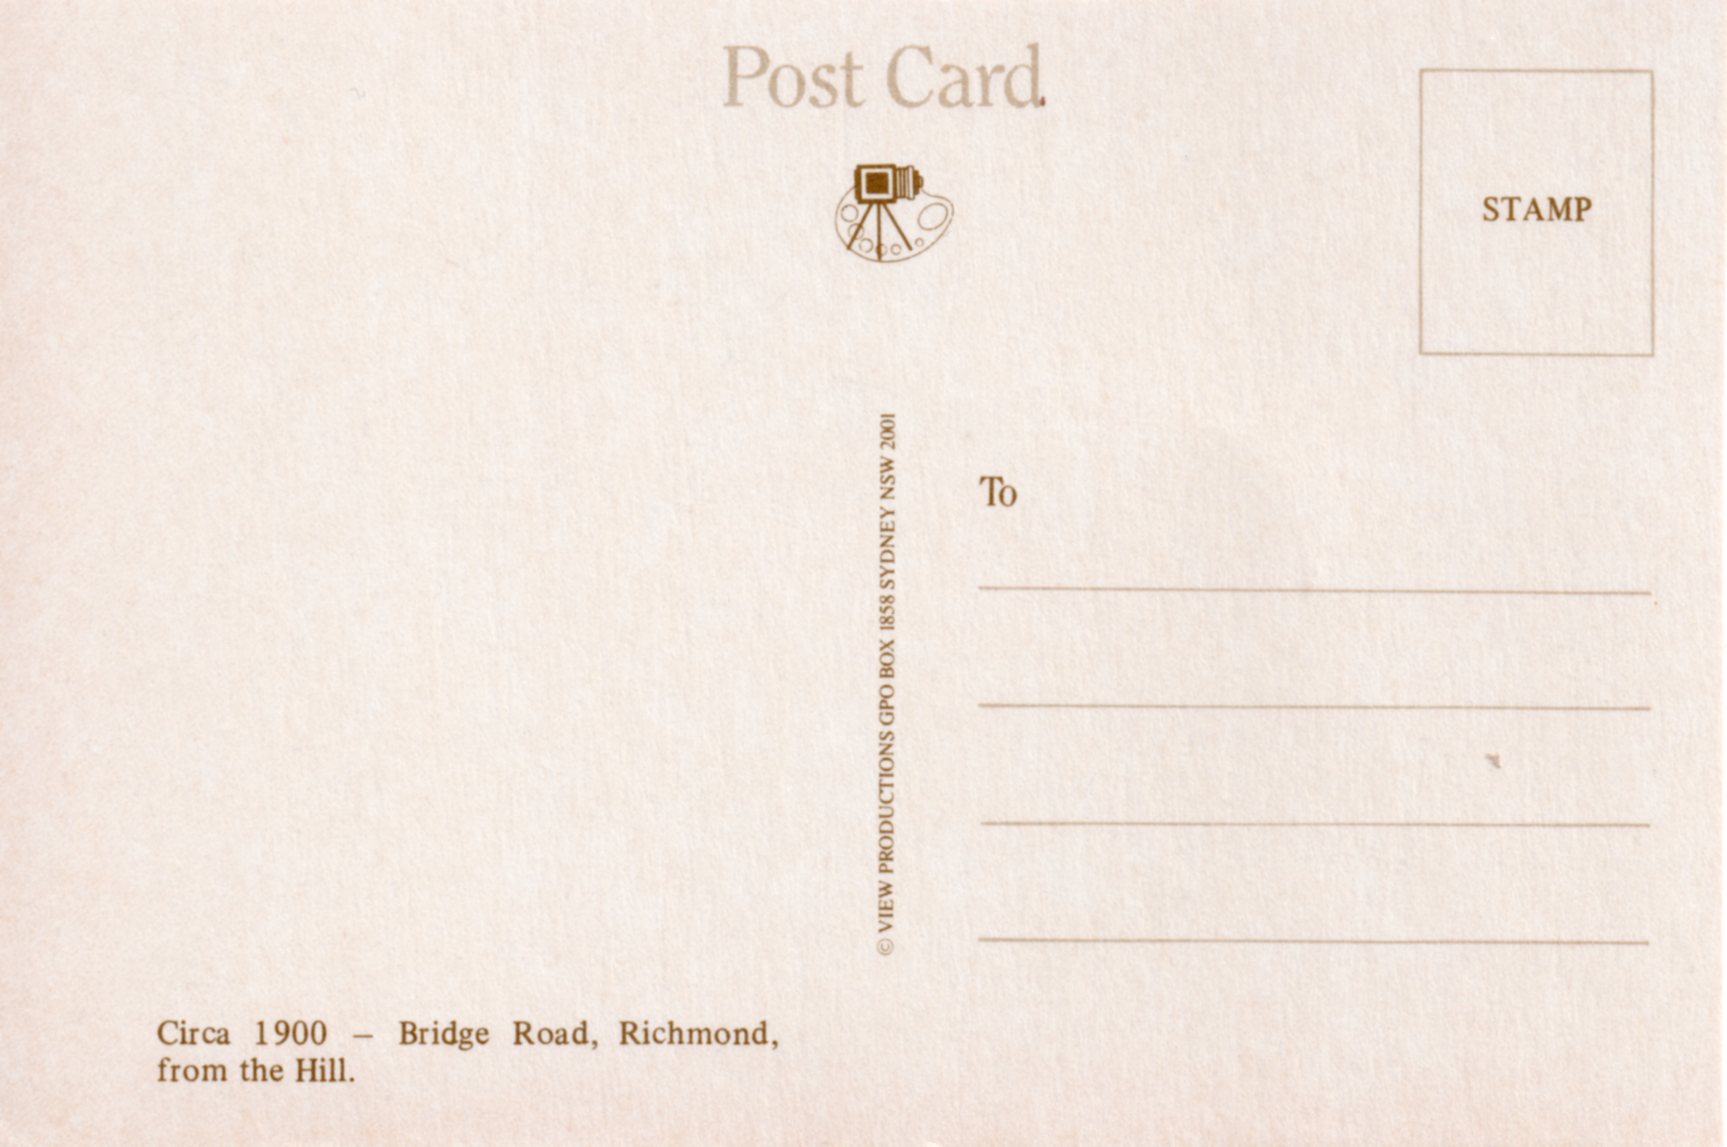 Post Card
STAMP
© VIEW PRODUCTIONS GPO BOX 1858 SYDNEY NSW 2001
To
Circa 1900 – Bridge Road, Richmond,
from the Hill.